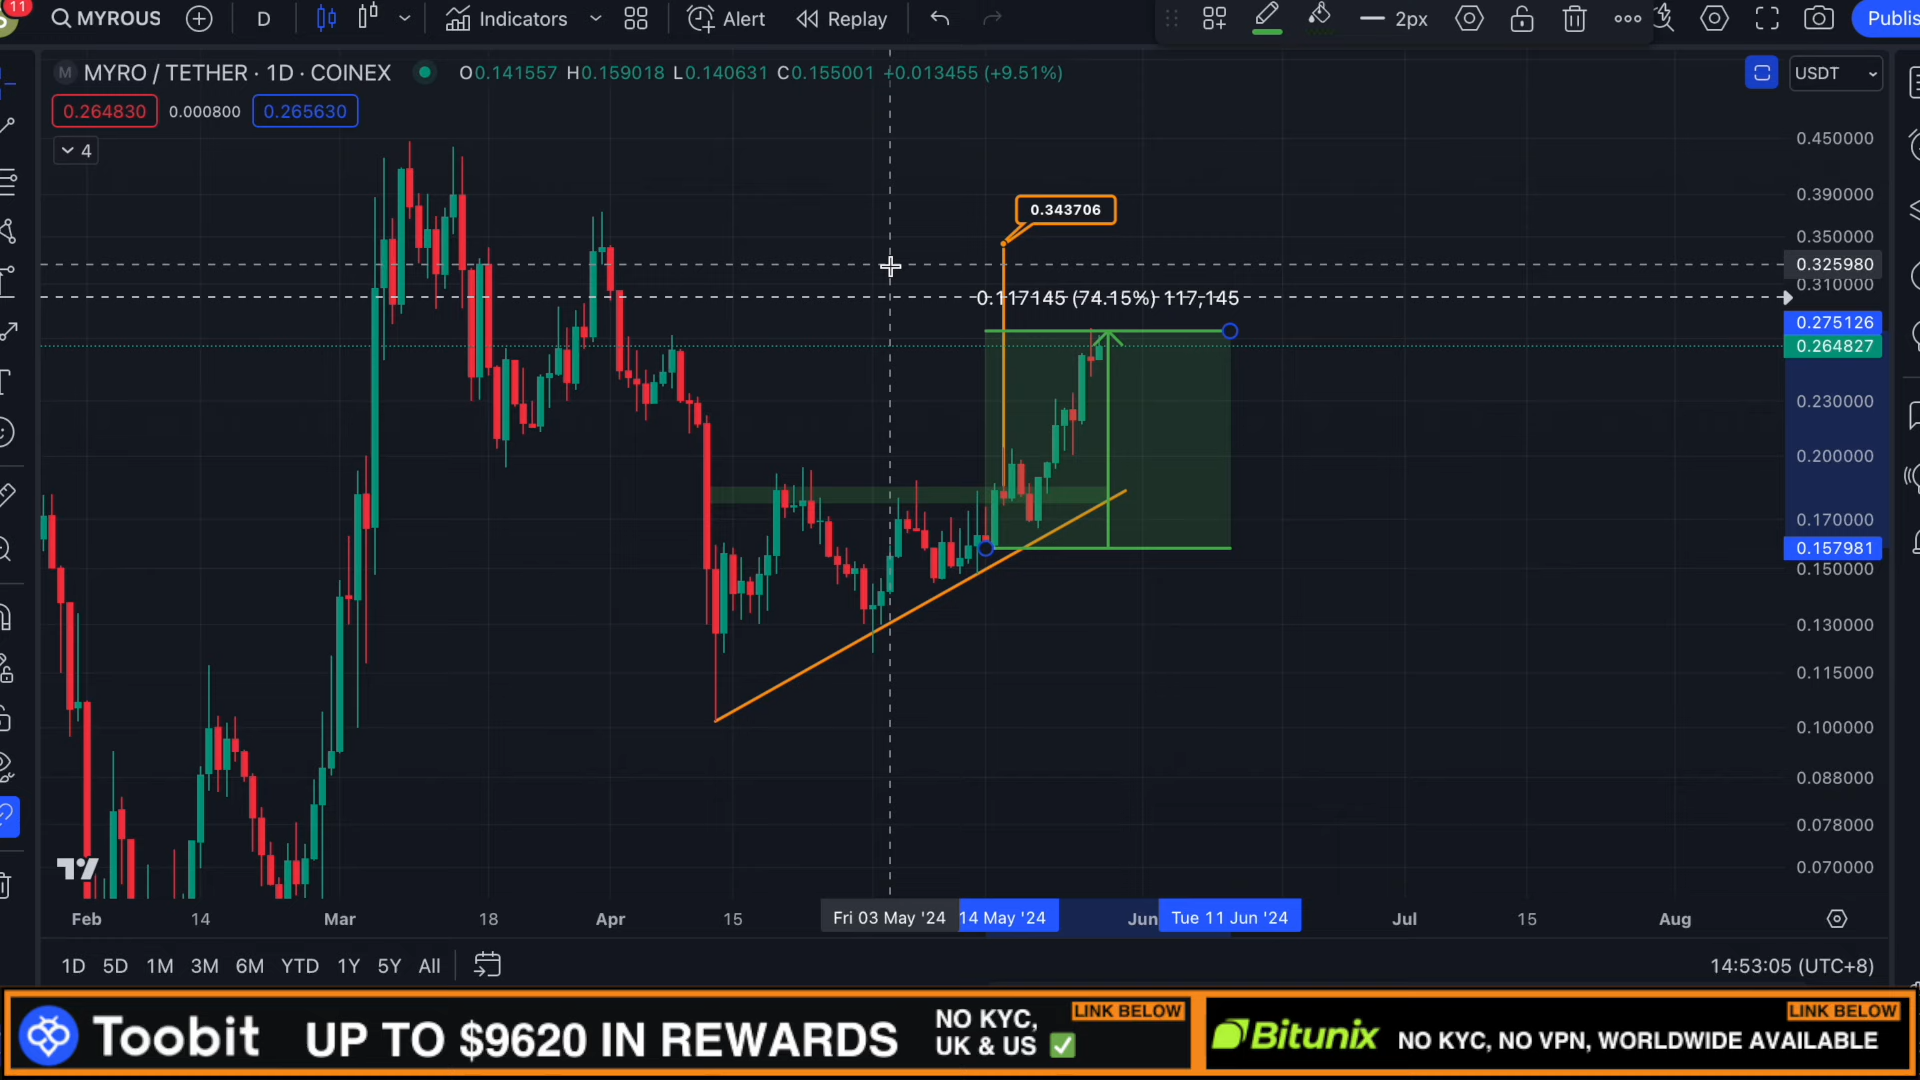 11
MYROUS
D
Indicators
Alert
Replay
2px
Publis
M MYRO / TETHER · 1D · COINEX
O0.141557 H0.159018 L0.140631 C0.155001 +0.013455 (+9.51%)
USDT
0.264830 0.000800 0.265630
4
0.343706
0.117145 (74.15%) 117,145
0.450000
0.390000
0.350000
0.325980
0.310000
0.275126
0.264827
0.230000
0.200000
0.170000
0.157981
0.150000
0.130000
0.115000
0.100000
0.088000
0.078000
0.070000
Feb 14 Mar 18 Apr 15 Fri 03 May '24 14 May '24 Jun Tue 11 Jun '24 Jul 15 Aug
1D 5D 1M 3M 6M YTD 1Y 5Y All
14:53:05 (UTC+8)
Toobit
UP TO $9620 IN REWARDS
NO KYC,
UK & US
LINK BELOW
Bitunix
NO KYC, NO VPN, WORLDWIDE AVAILABLE
LINK BELOW